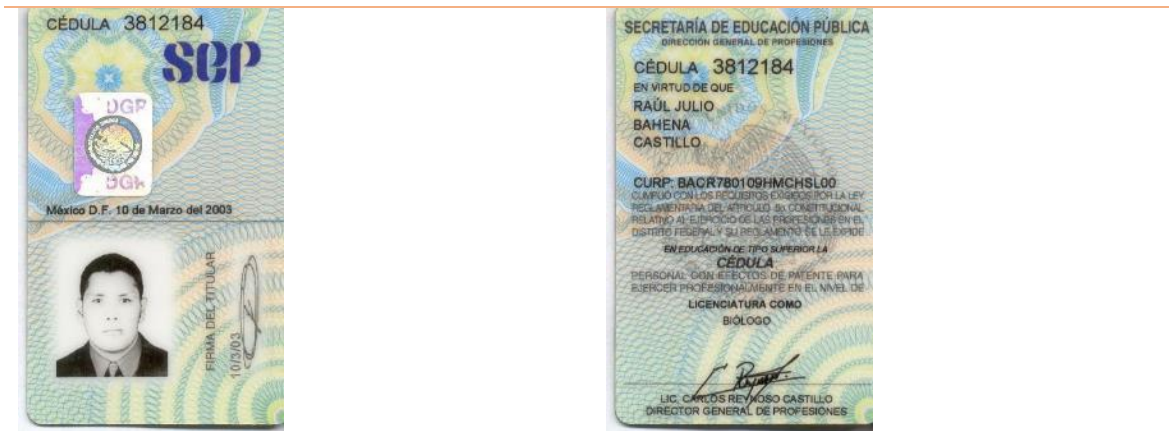 CÉDULA 3812184
SEP
DGP
DGP
México D.F. 10 de Marzo del 2003
FIRMA DEL TITULAR
10/3/03
SECRETARÍA DE EDUCACIÓN PÚBLICA
DIRECCIÓN GENERAL DE PROFESIONES
CÉDULA 3812184
EN VIRTUD DE QUE
RAÚL JULIO
BAHENA
CASTILLO
CURP: BACR780109HMCHSL00
CUMPLIÓ CON LOS REQUISITOS EXIGIDOS POR LA LEY
REGLAMENTARIA DEL ARTÍCULO 5o. CONSTITUCIONAL
RELATIVO AL EJERCICIO DE LAS PROFESIONES EN EL
DISTRITO FEDERAL Y SU REGLAMENTO SE LE EXPIDE
EN EDUCACIÓN DE TIPO SUPERIOR LA
CÉDULA
PERSONAL CON EFECTOS DE PATENTE PARA
EJERCER PROFESIONALMENTE EN EL NIVEL DE
LICENCIATURA COMO
BIÓLOGO
LIC. CARLOS REYNOSO CASTILLO
DIRECTOR GENERAL DE PROFESIONES